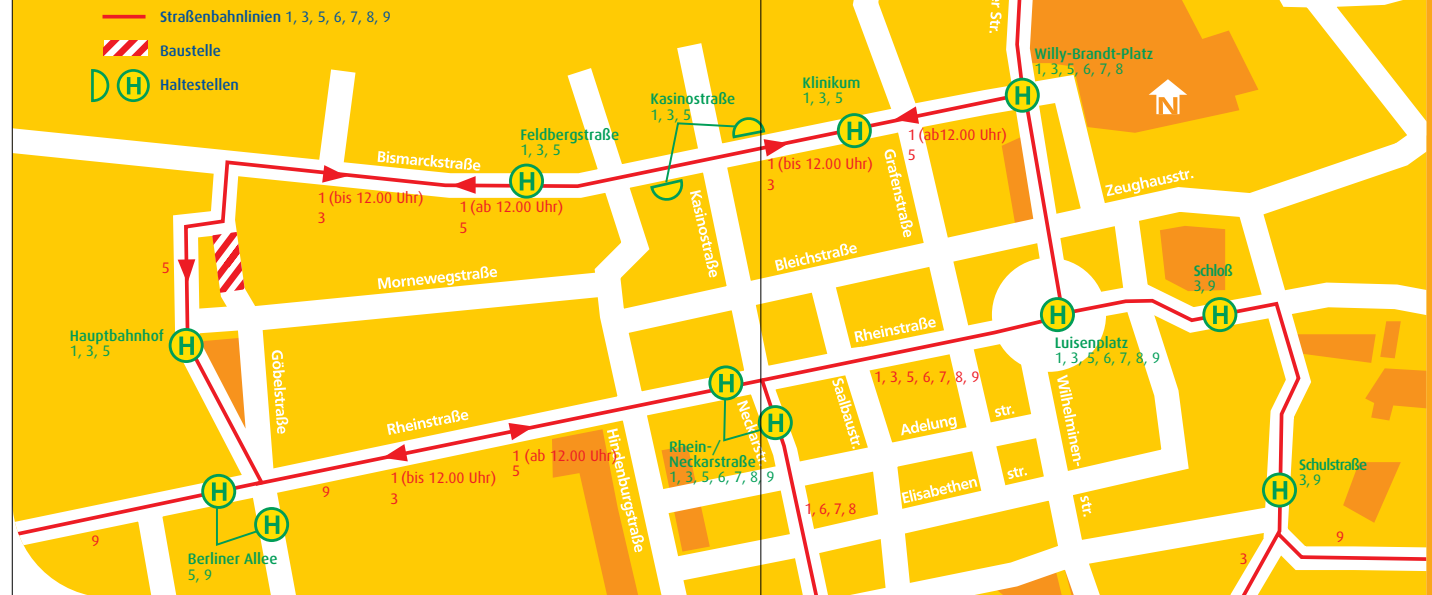 Straßenbahnlinien 1, 3, 5, 6, 7, 8, 9
Baustelle
H Haltestellen
er Str.
Willy-Brandt-Platz
1, 3, 5, 6, 7, 8
H
N
Klinikum
1, 3, 5
H
Kasinostraße
1, 3, 5
Feldbergstraße
1, 3, 5
H
Bismarckstraße
1 (ab12.00 Uhr)
5
1 (bis 12.00 Uhr)
3
1 (bis 12.00 Uhr)
3
1 (ab 12.00 Uhr)
5
Grafenstraße
Zeughausstr.
Kasinostraße
Bleichstraße
Mornewegstraße
5
Schloß
3, 9
H
Hauptbahnhof
1, 3, 5
H
Göbelstraße
Rheinstraße
H
Luisenplatz
1, 3, 5, 6, 7, 8, 9
1, 3, 5, 6, 7, 8, 9
H
H
Neckarstr.
Saalbaustr.
Wilhelminen-
str.
Adelung
str.
Elisabethen
str.
Rheinstraße
Hindenburgstraße
Rhein-/
Neckarstraße
1, 3, 5, 6, 7, 8, 9
1 (ab 12.00 Uhr)
5
1 (bis 12.00 Uhr)
3
9
H
H
Berliner Allee
5, 9
9
1, 6, 7, 8
Schulstraße
3, 9
H
9
3